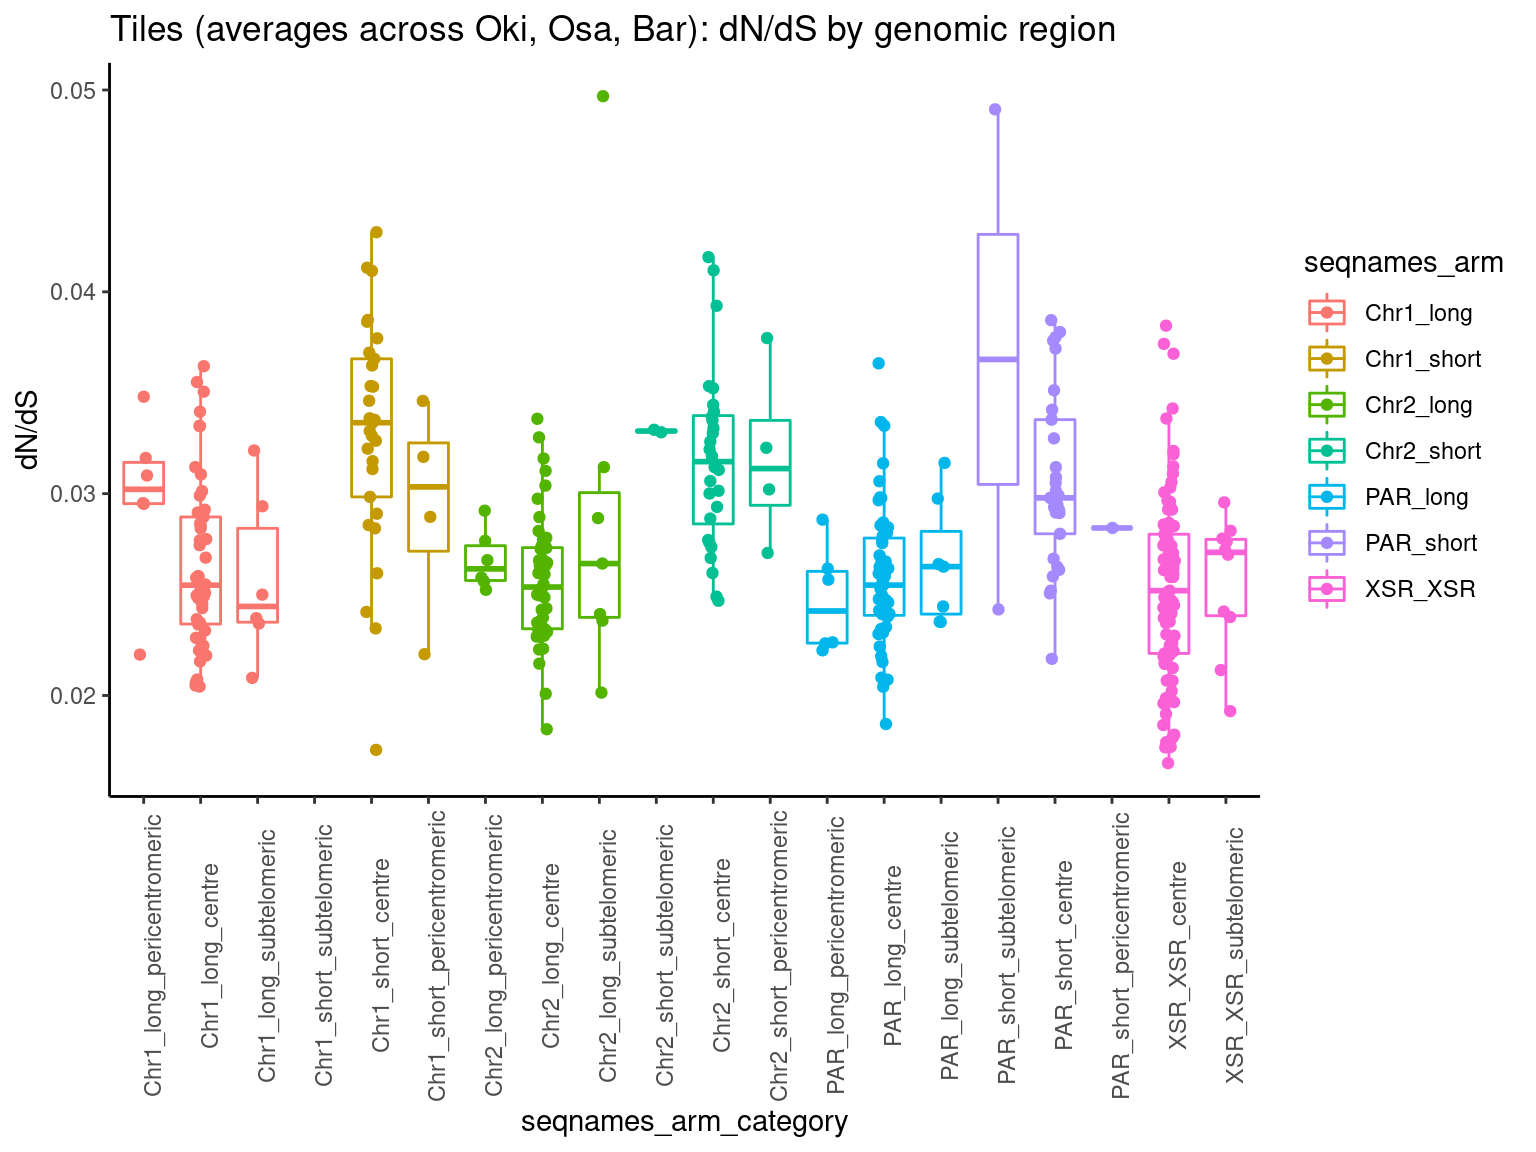 Tiles (averages across Oki, Osa, Bar): dN/dS by genomic region
dN/dS
0.05
0.04
0.03
0.02
Chr1_long_pericentromeric
Chr1_long_centre
Chr1_long_subtelomeric
Chr1_short_subtelomeric
Chr1_short_centre
Chr1_short_pericentromeric
Chr2_long_pericentromeric
Chr2_long_centre
Chr2_long_subtelomeric
Chr2_short_subtelomeric
Chr2_short_centre
Chr2_short_pericentromeric
PAR_long_pericentromeric
PAR_long_centre
PAR_long_subtelomeric
PAR_short_subtelomeric
PAR_short_centre
PAR_short_pericentromeric
XSR_XSR_centre
XSR_XSR_subtelomeric
seqnames_arm_category
seqnames_arm
Chr1_long
Chr1_short
Chr2_long
Chr2_short
PAR_long
PAR_short
XSR_XSR